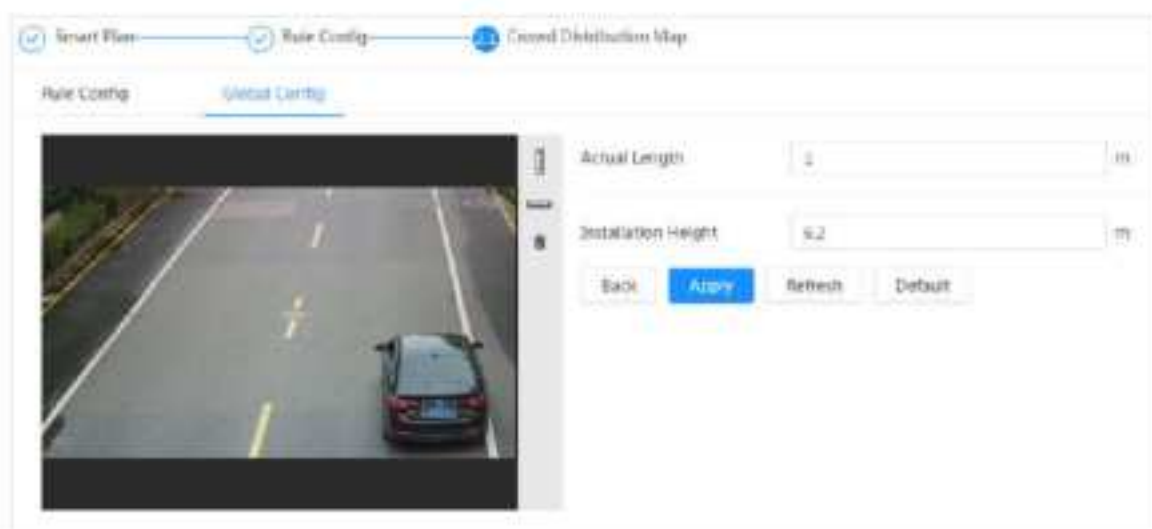 Smart Plan Rule Config Crowd Distribution Map
Rule Config Global Config
Actual Length m
Installation Height 6.2 m
Back Apply Refresh Default